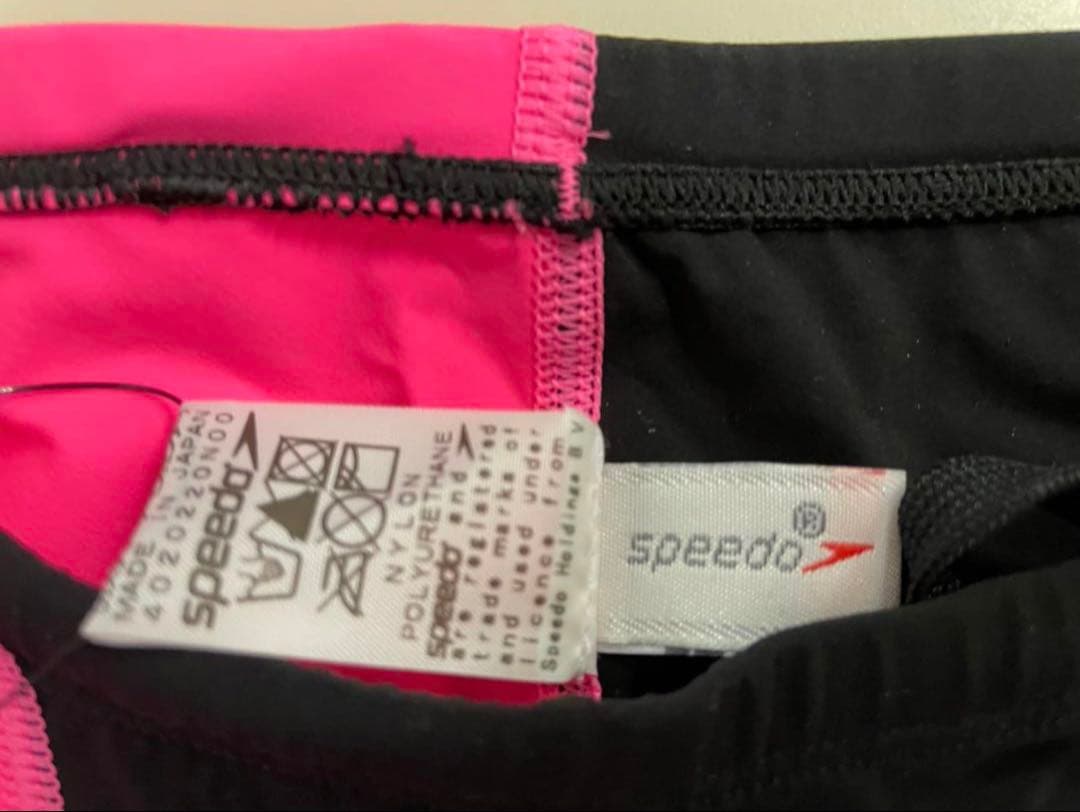 MADE IN JAPAN
4020220N00
speedo
NYLON
POLYURETHANE
speedo and
are registered
trade marks of
and used under
licence from
Speedo Holdings B V
speedo®